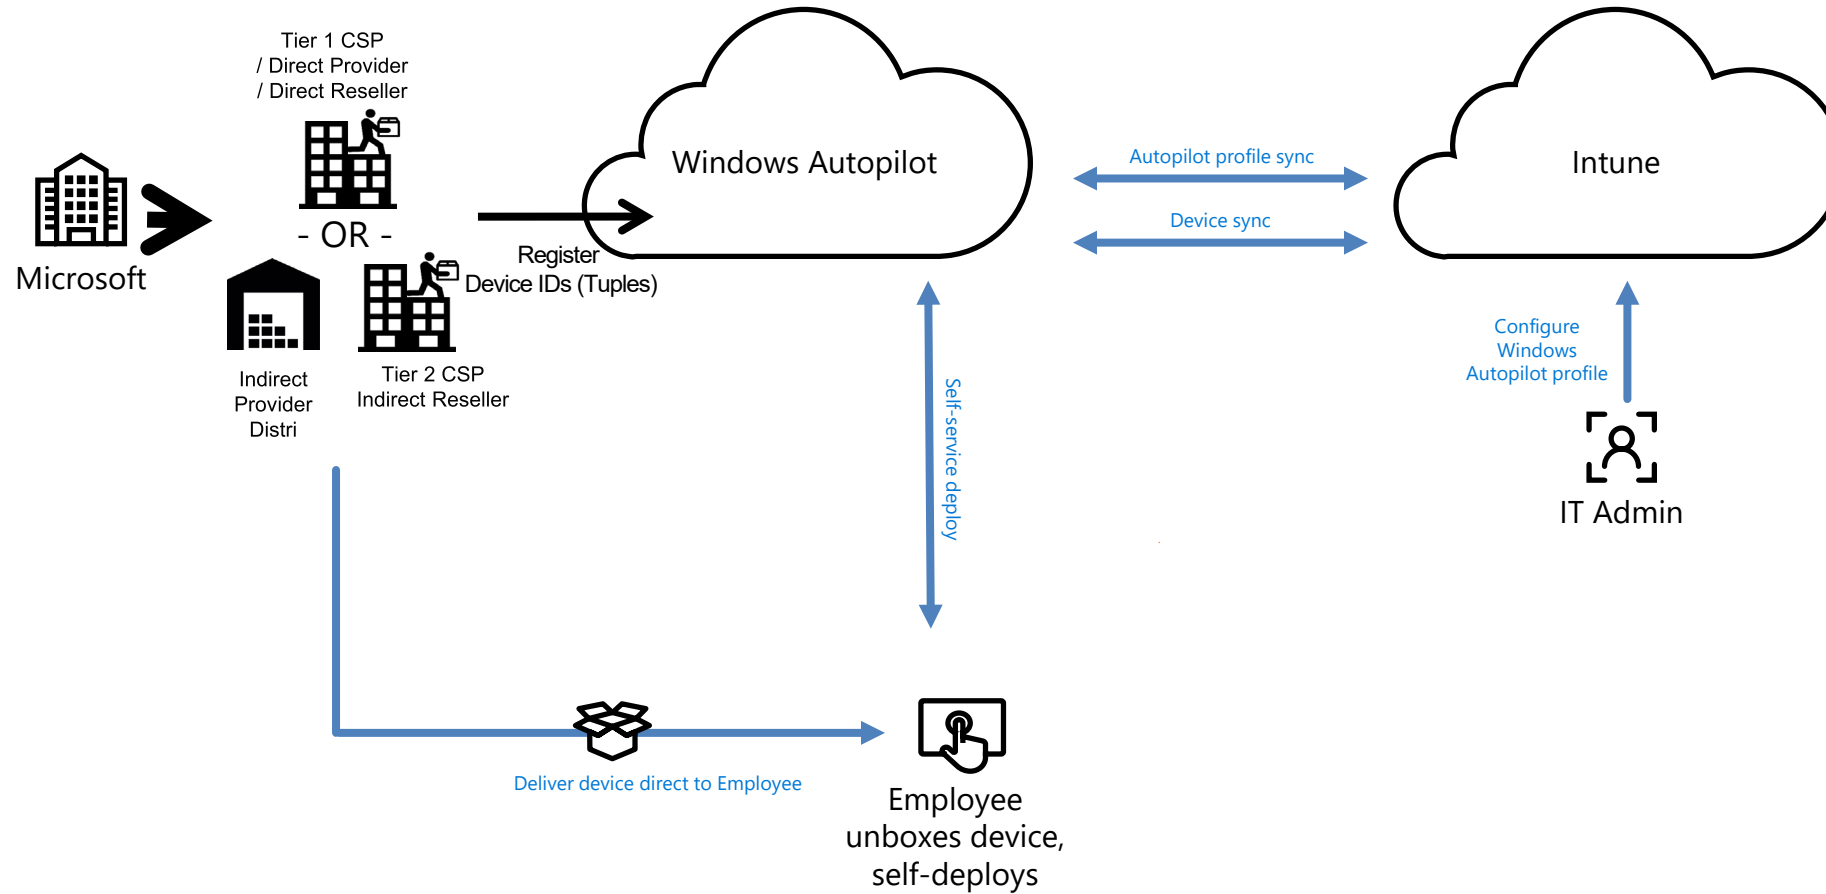 Tier 1 CSP
/ Direct Provider
/ Direct Reseller
- OR -
Microsoft
Indirect
Provider
Distri
Tier 2 CSP
Indirect Reseller
Register
Device IDs (Tuples)
Windows Autopilot
Autopilot profile sync
Device sync
Intune
Configure
Windows
Autopilot profile
IT Admin
Self-service deploy
Deliver device direct to Employee
Employee
unboxes device,
self-deploys